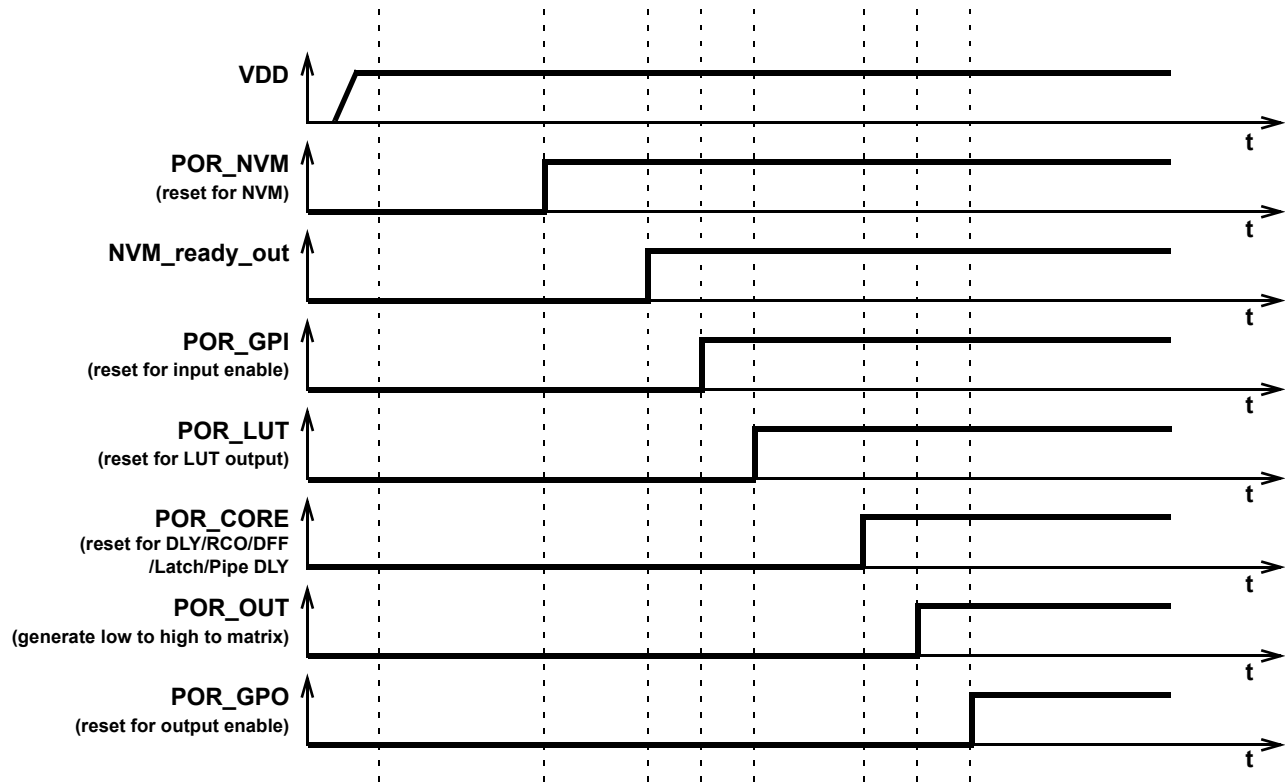 VDD
t
POR_NVM
(reset for NVM)
t
NVM_ready_out
t
POR_GPI
(reset for input enable)
t
POR_LUT
(reset for LUT output)
t
POR_CORE
(reset for DLY/RCO/DFF
/Latch/Pipe DLY
t
POR_OUT
(generate low to high to matrix)
t
POR_GPO
(reset for output enable)
t